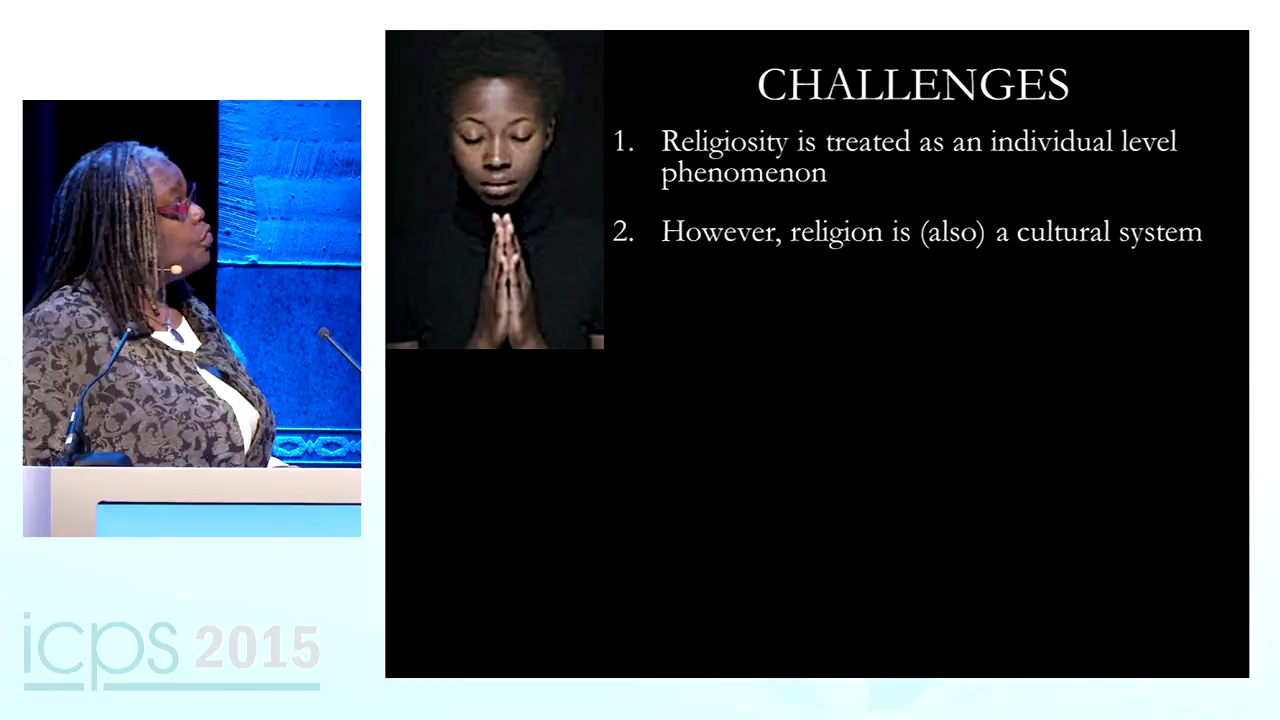 CHALLENGES
1. Religiosity is treated as an individual level
phenomenon
2. However, religion is (also) a cultural system
icps 2015